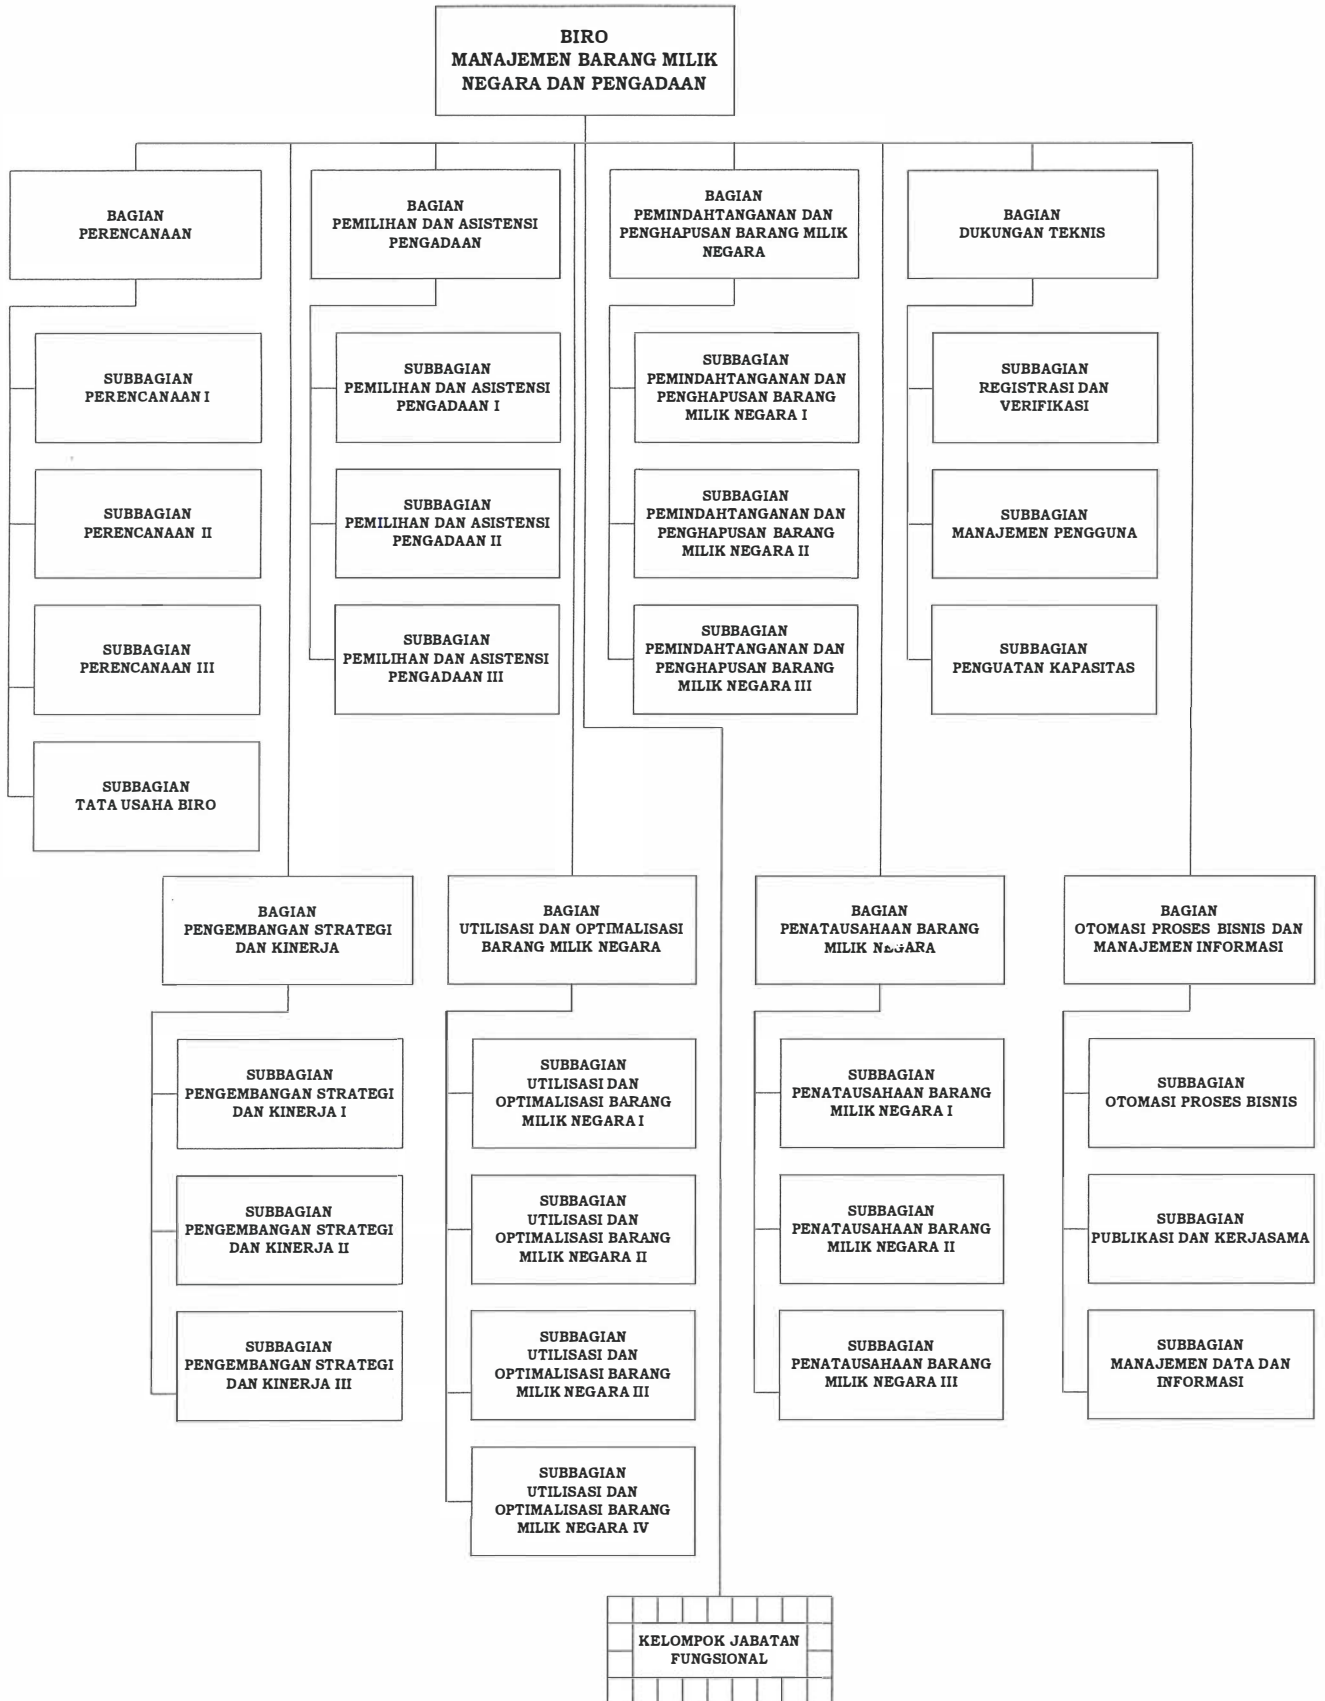 BIRO
MANAJEMEN BARANG MILIK
NEGARA DAN PENGADAAN
BAGIAN
PERENCANAAN
BAGIAN
PEMILIHAN DAN ASISTENSI
PENGADAAN
BAGIAN
PEMINDAHTANGANAN DAN
PENGHAPUSAN BARANG MILIK
NEGARA
BAGIAN
DUKUNGAN TEKNIS
SUBBAGIAN
PERENCANAAN I
SUBBAGIAN
PEMILIHAN DAN ASISTENSI
PENGADAAN I
SUBBAGIAN
PEMINDAHTANGANAN DAN
PENGHAPUSAN BARANG
MILIK NEGARA I
SUBBAGIAN
REGISTRASI DAN
VERIFIKASI
SUBBAGIAN
PERENCANAAN II
SUBBAGIAN
PEMILIHAN DAN ASISTENSI
PENGADAAN II
SUBBAGIAN
PEMINDAHTANGANAN DAN
PENGHAPUSAN BARANG
MILIK NEGARA II
SUBBAGIAN
MANAJEMEN PENGGUNA
SUBBAGIAN
PERENCANAAN III
SUBBAGIAN
PEMILIHAN DAN ASISTENSI
PENGADAAN III
SUBBAGIAN
PEMINDAHTANGANAN DAN
PENGHAPUSAN BARANG
MILIK NEGARA III
SUBBAGIAN
PENGUATAN KAPASITAS
SUBBAGIAN
TATA USAHA BIRO
BAGIAN
PENGEMBANGAN STRATEGI
DAN KINERJA
BAGIAN
UTILISASI DAN OPTIMALISASI
BARANG MILIK NEGARA
BAGIAN
PENATAUSAHAAN BARANG
MILIK NEGARA
BAGIAN
OTOMASI PROSES BISNIS DAN
MANAJEMEN INFORMASI
SUBBAGIAN
PENGEMBANGAN STRATEGI
DAN KINERJA I
SUBBAGIAN
UTILISASI DAN
OPTIMALISASI BARANG
MILIK NEGARA I
SUBBAGIAN
PENATAUSAHAAN BARANG
MILIK NEGARA I
SUBBAGIAN
OTOMASI PROSES BISNIS
SUBBAGIAN
PENGEMBANGAN STRATEGI
DAN KINERJA II
SUBBAGIAN
UTILISASI DAN
OPTIMALISASI BARANG
MILIK NEGARA II
SUBBAGIAN
PENATAUSAHAAN BARANG
MILIK NEGARA II
SUBBAGIAN
PUBLIKASI DAN KERJASAMA
SUBBAGIAN
PENGEMBANGAN STRATEGI
DAN KINERJA III
SUBBAGIAN
UTILISASI DAN
OPTIMALISASI BARANG
MILIK NEGARA III
SUBBAGIAN
PENATAUSAHAAN BARANG
MILIK NEGARA III
SUBBAGIAN
MANAJEMEN DATA DAN
INFORMASI
SUBBAGIAN
UTILISASI DAN
OPTIMALISASI BARANG
MILIK NEGARA IV
KELOMPOK JABATAN
FUNGSIONAL